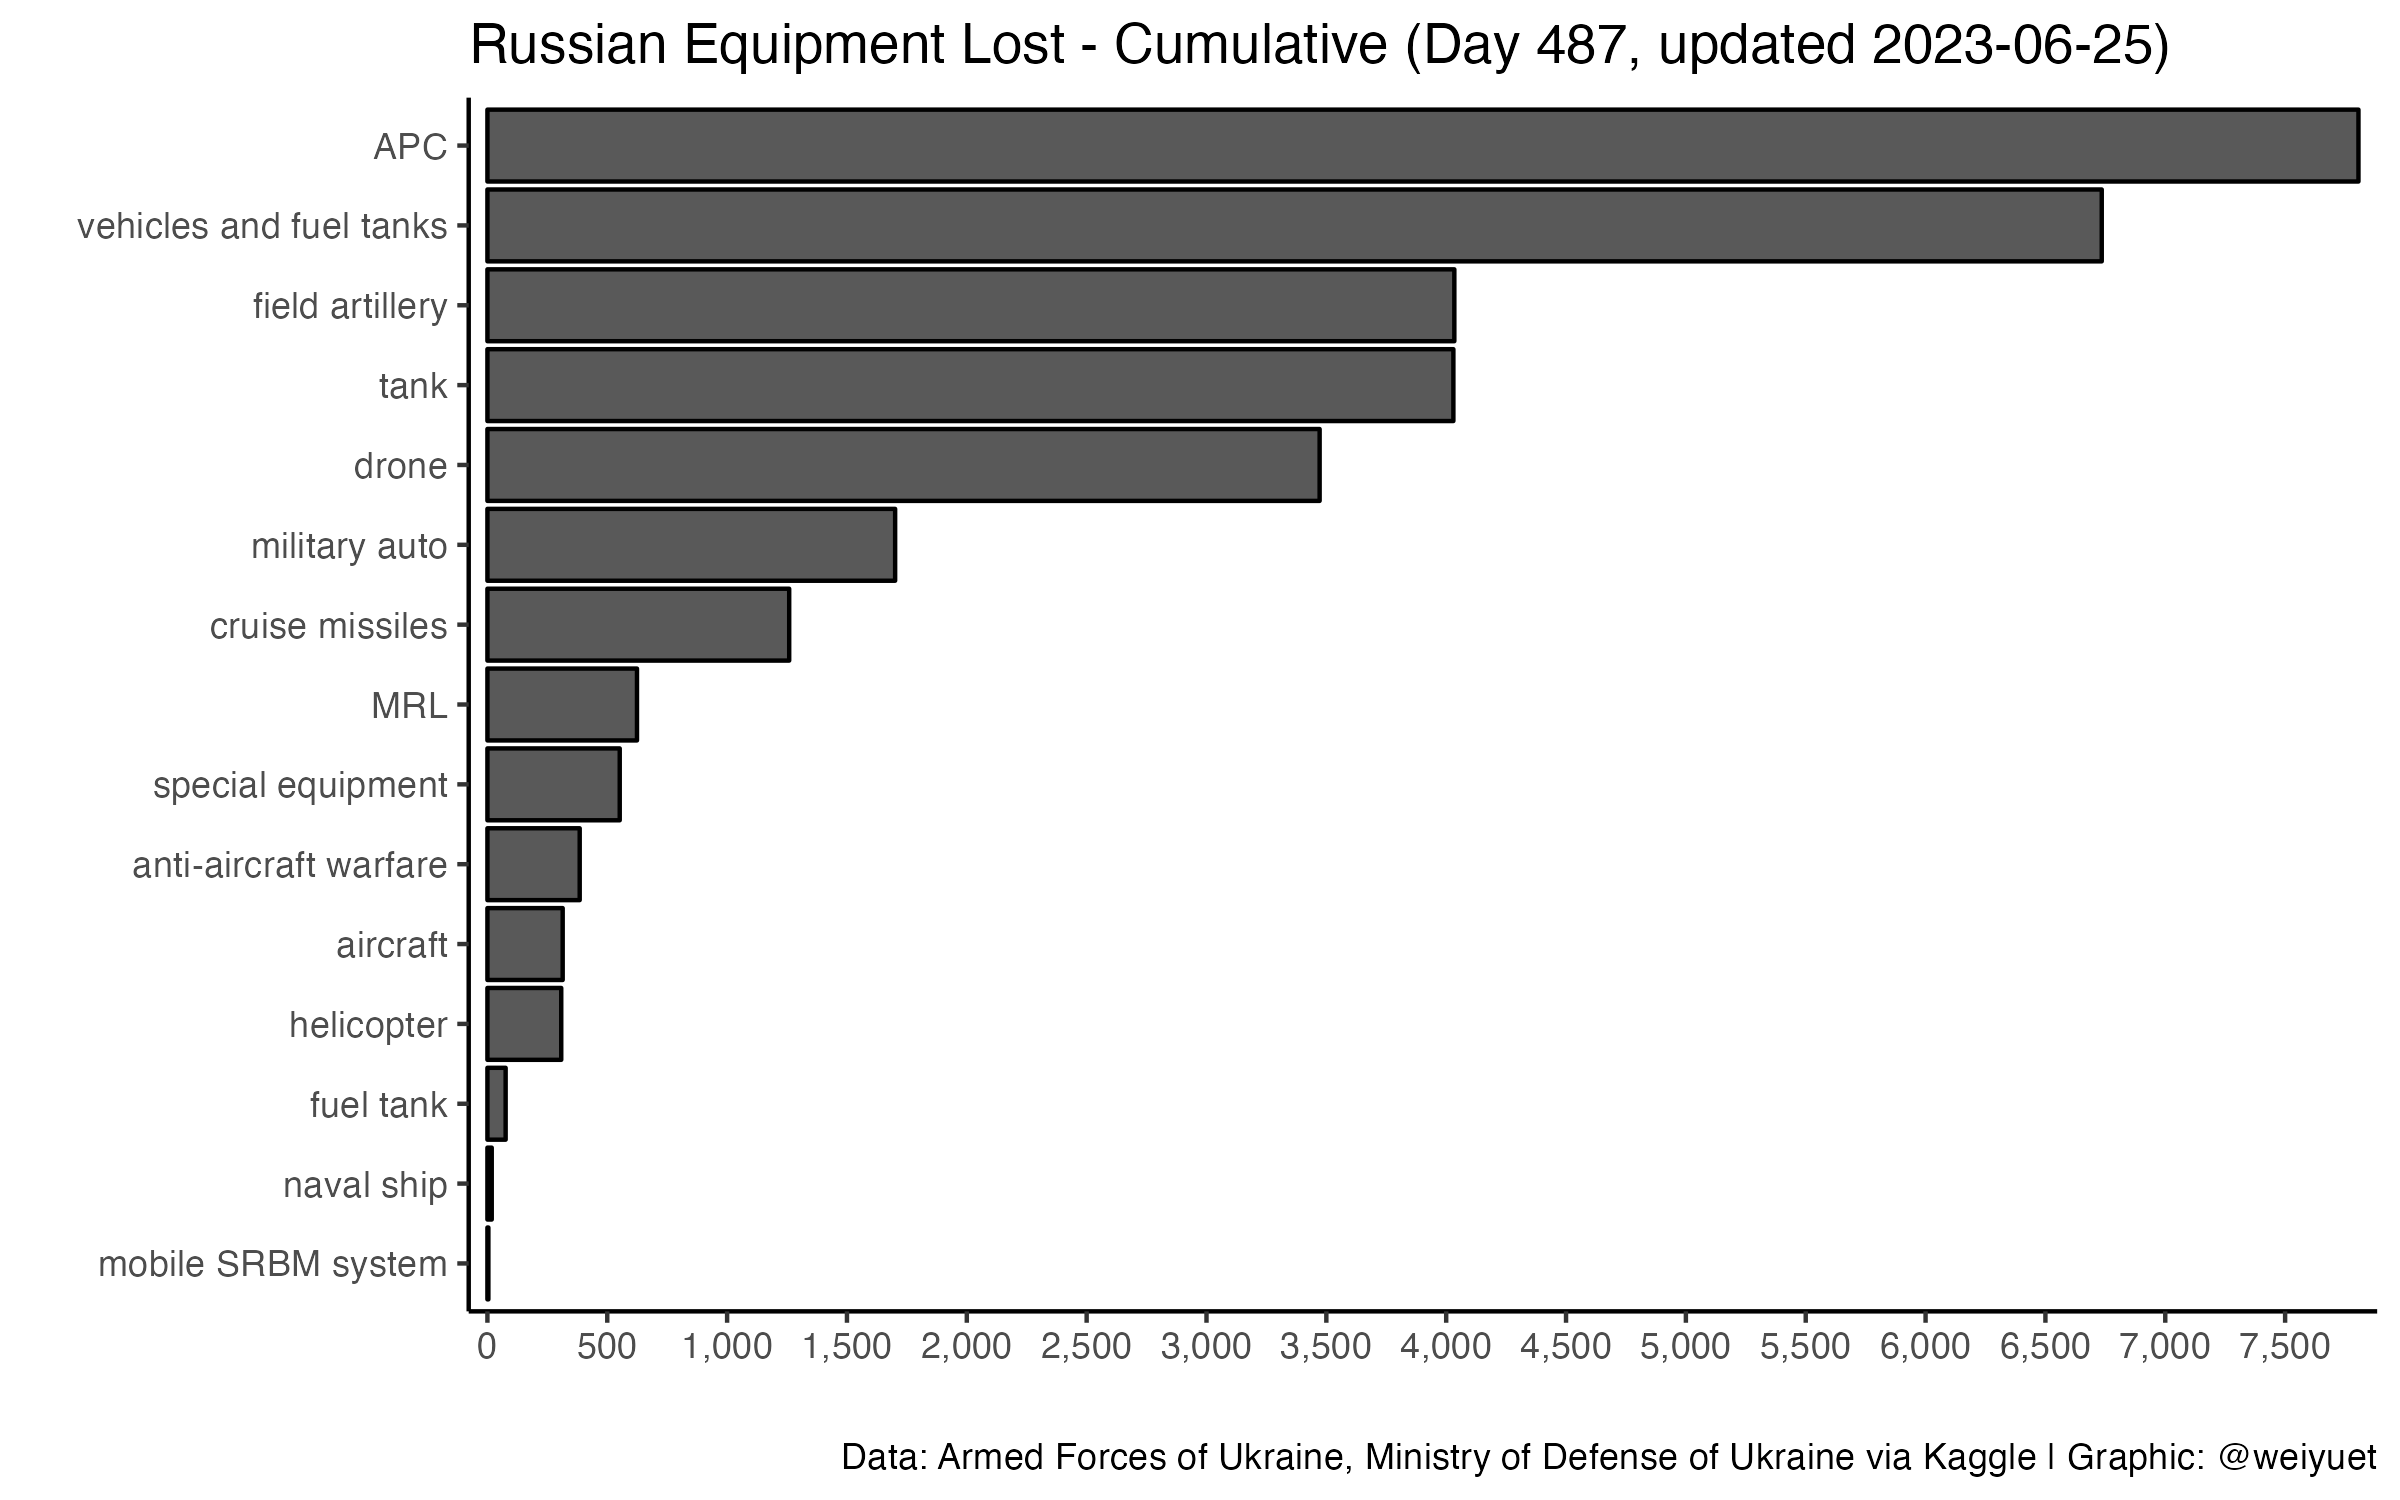 Russian Equipment Lost - Cumulative (Day 487, updated 2023-06-25)
APC
vehicles and fuel tanks
field artillery
tank
drone
military auto
cruise missiles
MRL
special equipment
anti-aircraft warfare
aircraft
helicopter
fuel tank
naval ship
mobile SRBM system
0 500 1,000 1,500 2,000 2,500 3,000 3,500 4,000 4,500 5,000 5,500 6,000 6,500 7,000 7,500
Data: Armed Forces of Ukraine, Ministry of Defense of Ukraine via Kaggle | Graphic: @weiyuet